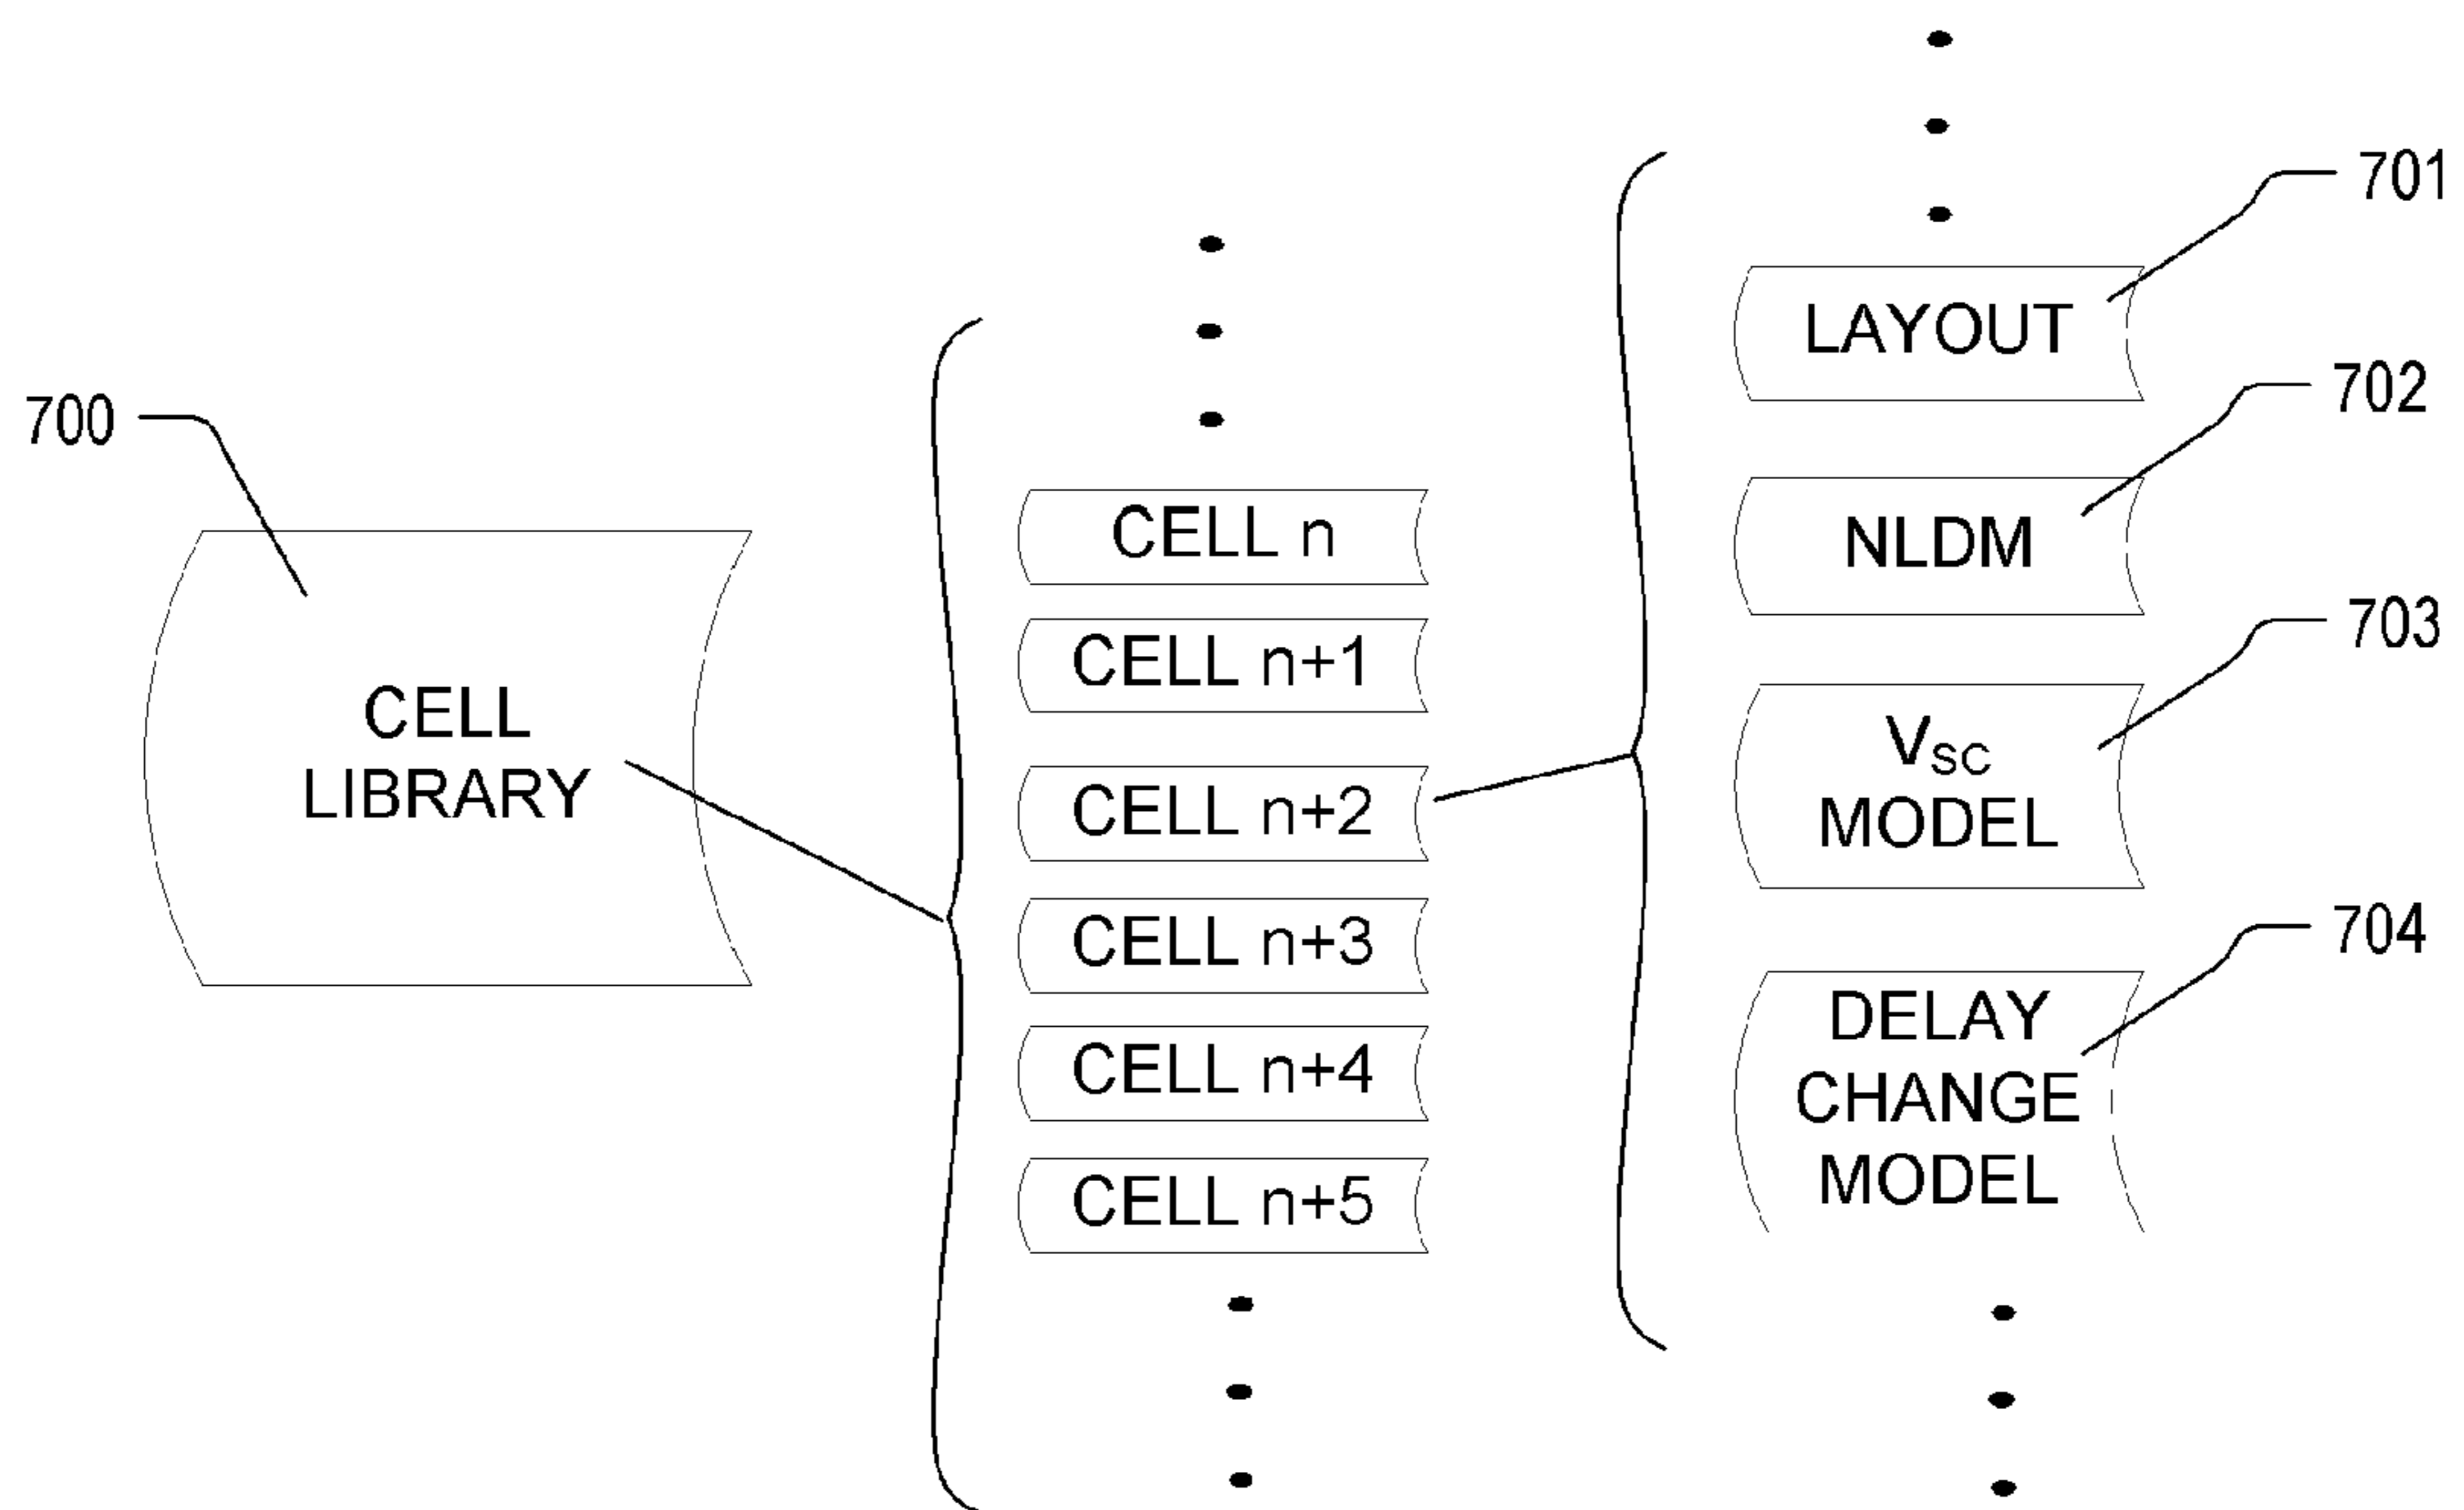 700
CELL
LIBRARY
CELL n
CELL n+1
CELL n+2
CELL n+3
CELL n+4
CELL n+5
701
LAYOUT
702
NLDM
703
V_SC
MODEL
704
DELAY
CHANGE
MODEL